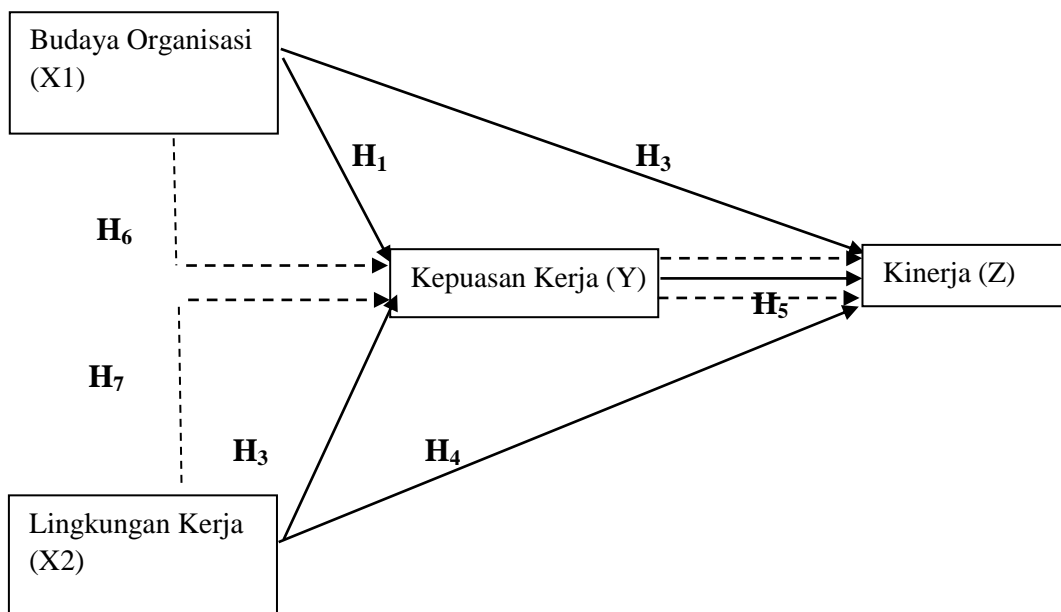 Budaya Organisasi
(X1)
H₁
H₃
H₆
Kepuasan Kerja (Y)
Kinerja (Z)
H₅
H₇
H₃
H₄
Lingkungan Kerja
(X2)